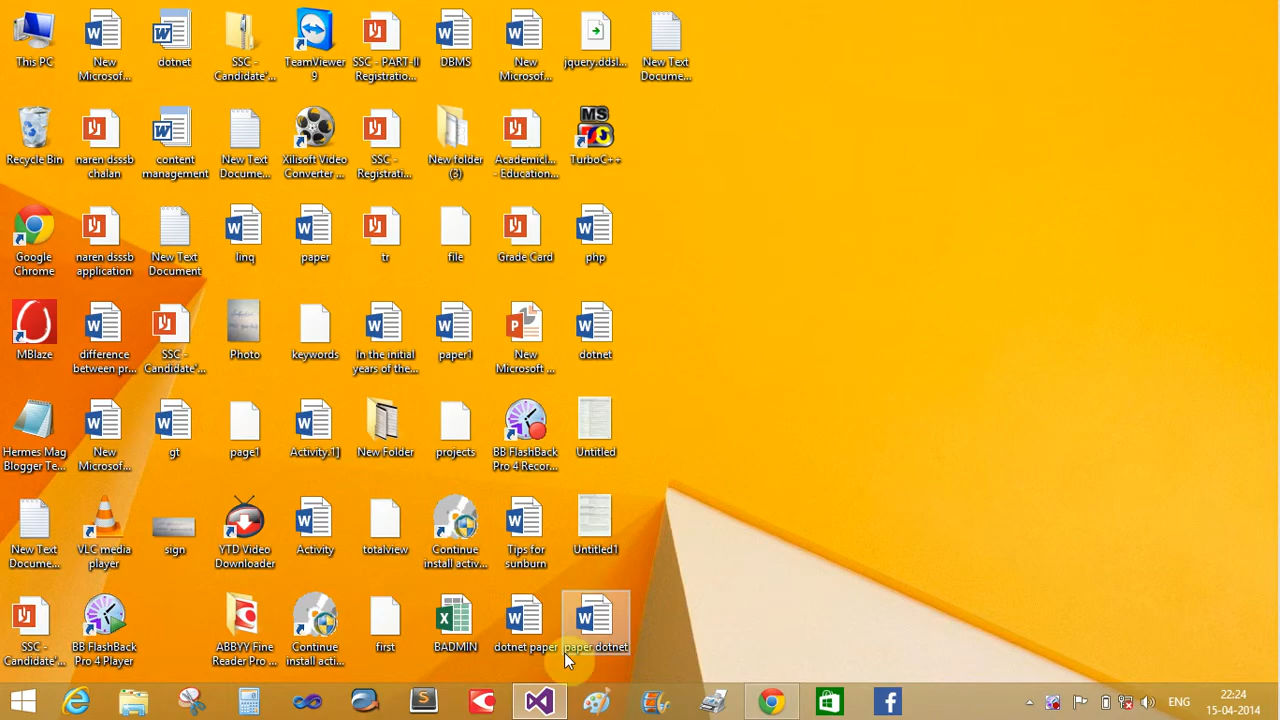 This PC
New
Microsof...
dotnet
SSC -
Candidate'...
TeamViewer
9
SSC - PART-II
Registratio...
DBMS
New
Microsof...
jquery.ddsl...
New Text
Docume...
Recycle Bin
naren dsssb
chalan
content
management
New Text
Docume...
Xilisoft Video
Converter ...
SSC -
Registrati...
New folder
(3)
Academicl...
- Education...
MS
TurboC++
Google
Chrome
naren dsssb
application
New Text
Document
linq
paper
tr
file
Grade Card
php
MBlaze
difference
between pr...
SSC -
Candidate'...
Photo
keywords
In the initial
years of the...
paper1
New
Microsoft ...
dotnet
Hermes Mag
Blogger Te...
New
Microsof...
gt
page1
Activity.1]
New Folder
projects
BB FlashBack
Pro 4 Recor...
Untitled
New Text
Docume...
VLC media
player
sign
YTD Video
Downloader
Activity
totalview
Continue
install activ...
Tips for
sunburn
Untitled1
SSC -
Candidate'...
BB FlashBack
Pro 4 Player
ABBYY Fine
Reader Pro ...
Continue
install acti...
first
BADMIN
dotnet paper
paper dotnet
ENG
22:24
15-04-2014